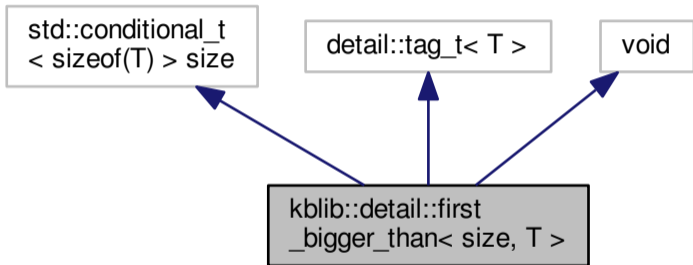 std::conditional_t
< sizeof(T) > size
detail::tag_t< T >
void
kblib::detail::first
_bigger_than< size, T >